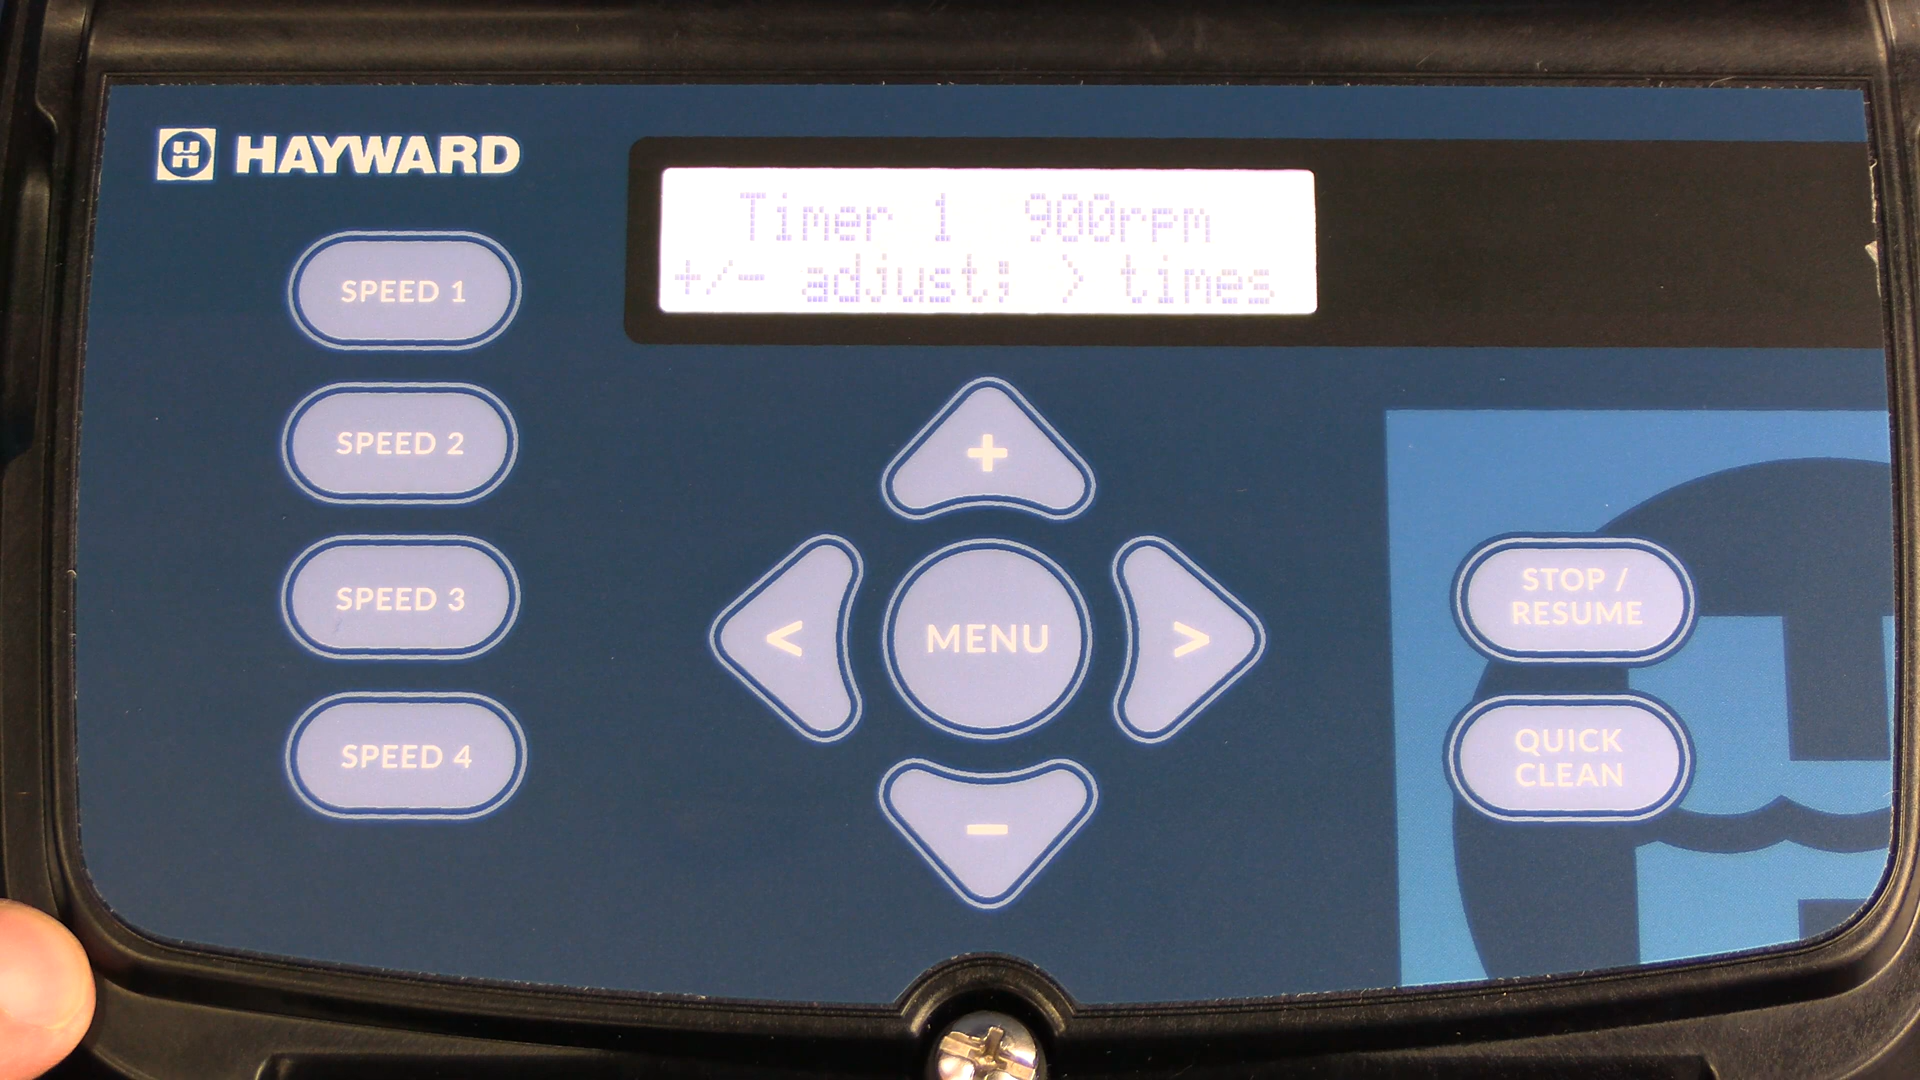 HAYWARD
Timer 1 900rpm
+/- adjust; > times
SPEED 1
SPEED 2
SPEED 3
SPEED 4
+
<
MENU
>
−
STOP /
RESUME
QUICK
CLEAN